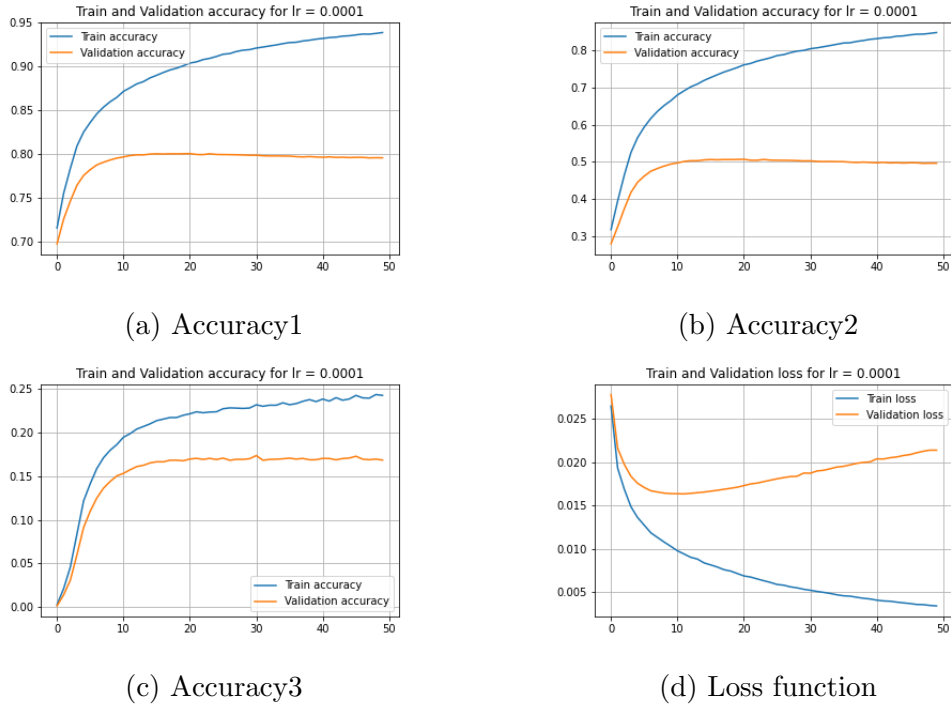 Train and Validation accuracy for lr = 0.0001
0.95
0.90
0.85
0.80
0.75
0.70
Train accuracy
Validation accuracy
0 10 20 30 40 50
(a) Accuracy1
Train and Validation accuracy for lr = 0.0001
0.8
0.7
0.6
0.5
0.4
0.3
Train accuracy
Validation accuracy
0 10 20 30 40 50
(b) Accuracy2
Train and Validation accuracy for lr = 0.0001
0.25
0.20
0.15
0.10
0.05
0.00
Train accuracy
Validation accuracy
0 10 20 30 40 50
(c) Accuracy3
Train and Validation loss for lr = 0.0001
0.025
0.020
0.015
0.010
0.005
Train loss
Validation loss
0 10 20 30 40 50
(d) Loss function